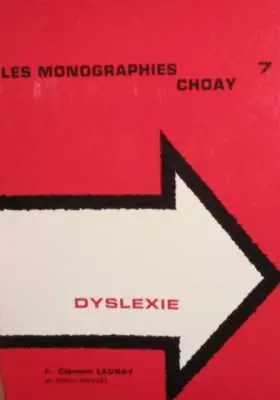 LES MONOGRAPHIES 7
CHOAY
DYSLEXIE
Clément LAUNAY